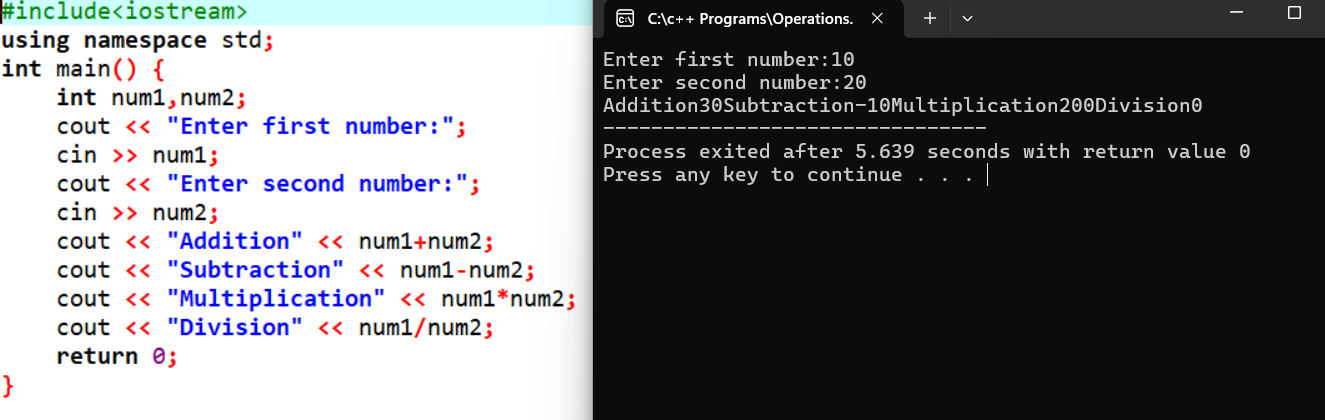 #include<iostream>
using namespace std;
int main() {
    int num1,num2;
    cout << "Enter first number:";
    cin >> num1;
    cout << "Enter second number:";
    cin >> num2;
    cout << "Addition" << num1+num2;
    cout << "Subtraction" << num1-num2;
    cout << "Multiplication" << num1*num2;
    cout << "Division" << num1/num2;
    return 0;
}
C:\c++ Programs\Operations.
Enter first number:10
Enter second number:20
Addition30Subtraction-10Multiplication200Division0
--------------------------------
Process exited after 5.639 seconds with return value 0
Press any key to continue . . .